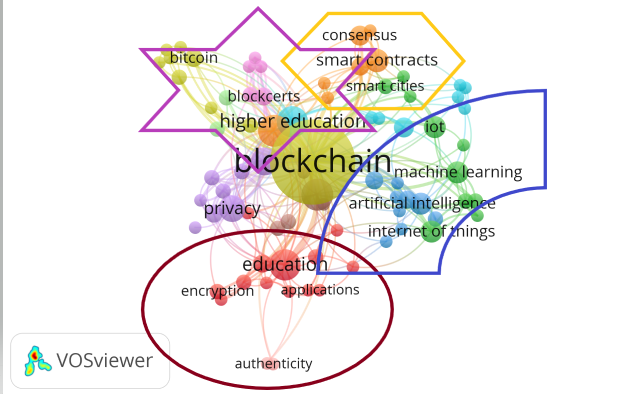 consensus
bitcoin
smart contracts
smart cities
blockcerts
higher education
iot
blockchain
machine learning
artificial intelligence
privacy
internet of things
education
encryption
applications
VOSviewer
authenticity